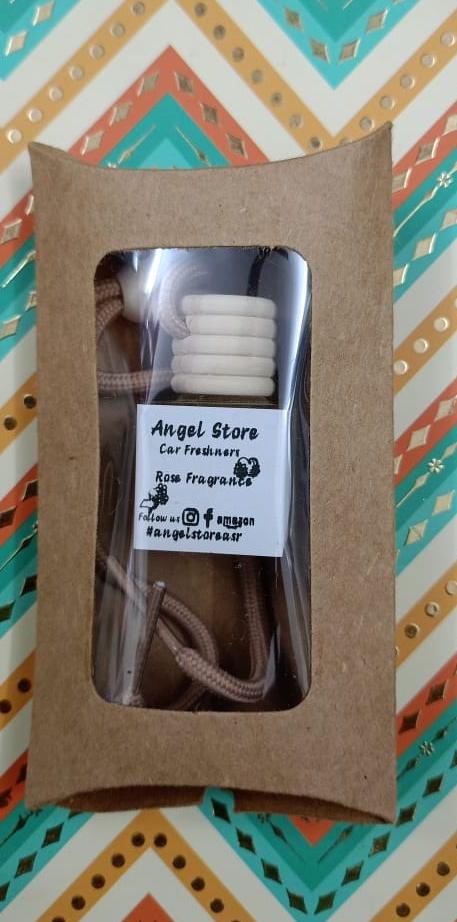 Angel Store
Car Freshners
Rose Fragrance
Follow us amazon
#angelstoreasr